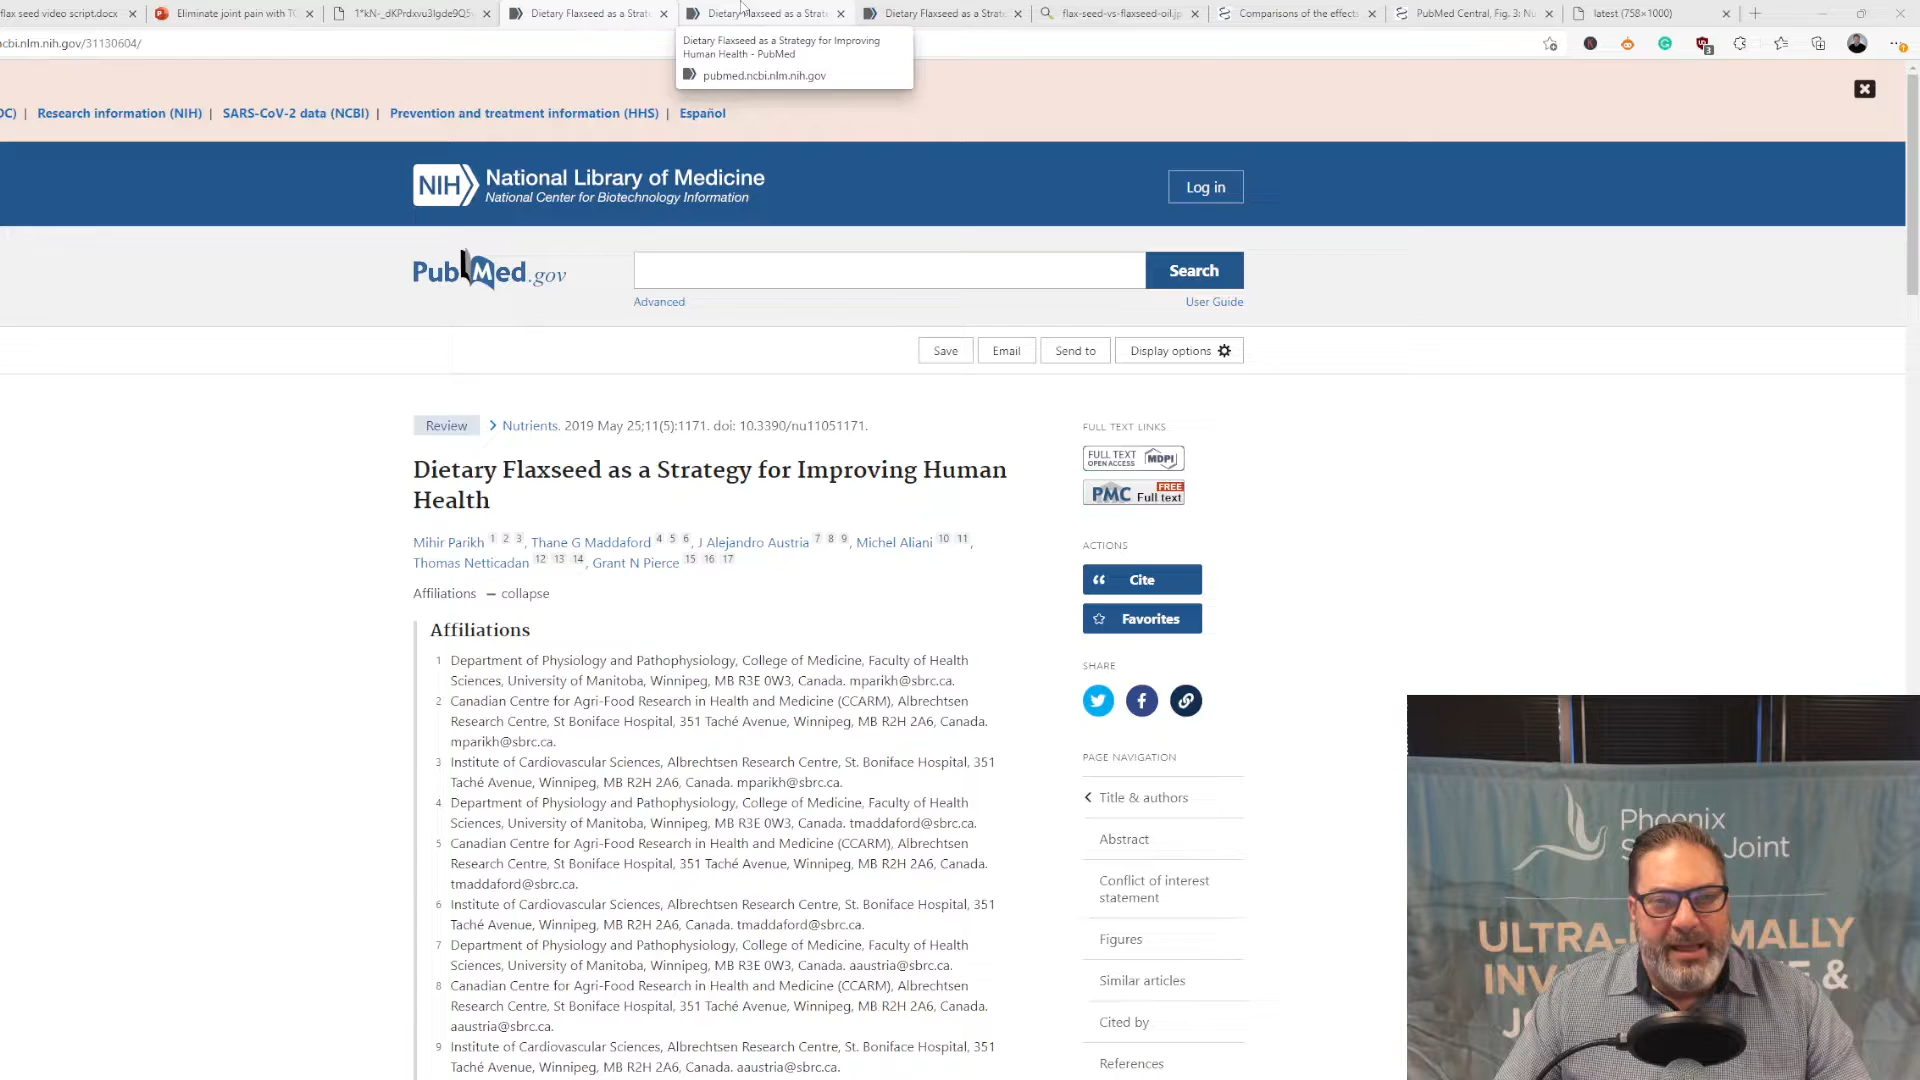 flax seed video script.docx
Eliminate joint pain with TC
1*kN-_dKPrdxvu3lgde9Q5
Dietary Flaxseed as a Strat
Dietary Flaxseed as a Strat
Dietary Flaxseed as a Strat
flax-seed-vs-flaxseed-oil.jp
Comparisons of the effects
PubMed Central, Fig. 3: Nu
latest (758×1000)
cbi.nlm.nih.gov/31130604/
Dietary Flaxseed as a Strategy for Improving
Human Health - PubMed
pubmed.ncbi.nlm.nih.gov
DC) | Research information (NIH) | SARS-CoV-2 data (NCBI) | Prevention and treatment information (HHS) | Español
NIH National Library of Medicine
National Center for Biotechnology Information
Log in
PubMed.gov
Search
Advanced
User Guide
Save
Email
Send to
Display options
Review
Nutrients. 2019 May 25;11(5):1171. doi: 10.3390/nu11051171.
Dietary Flaxseed as a Strategy for Improving Human
Health
Mihir Parikh 1 2 3, Thane G Maddaford 4 5 6, J Alejandro Austria 7 8 9, Michel Aliani 10 11,
Thomas Netticadan 12 13 14, Grant N Pierce 15 16 17
Affiliations — collapse
Affiliations
1 Department of Physiology and Pathophysiology, College of Medicine, Faculty of Health
Sciences, University of Manitoba, Winnipeg, MB R3E 0W3, Canada. mparikh@sbrc.ca.
2 Canadian Centre for Agri-Food Research in Health and Medicine (CCARM), Albrechtsen
Research Centre, St Boniface Hospital, 351 Taché Avenue, Winnipeg, MB R2H 2A6, Canada.
mparikh@sbrc.ca.
3 Institute of Cardiovascular Sciences, Albrechtsen Research Centre, St. Boniface Hospital, 351
Taché Avenue, Winnipeg, MB R2H 2A6, Canada. mparikh@sbrc.ca.
4 Department of Physiology and Pathophysiology, College of Medicine, Faculty of Health
Sciences, University of Manitoba, Winnipeg, MB R3E 0W3, Canada. tmaddaford@sbrc.ca.
5 Canadian Centre for Agri-Food Research in Health and Medicine (CCARM), Albrechtsen
Research Centre, St Boniface Hospital, 351 Taché Avenue, Winnipeg, MB R2H 2A6, Canada.
tmaddaford@sbrc.ca.
6 Institute of Cardiovascular Sciences, Albrechtsen Research Centre, St. Boniface Hospital, 351
Taché Avenue, Winnipeg, MB R2H 2A6, Canada. tmaddaford@sbrc.ca.
7 Department of Physiology and Pathophysiology, College of Medicine, Faculty of Health
Sciences, University of Manitoba, Winnipeg, MB R3E 0W3, Canada. aaustria@sbrc.ca.
8 Canadian Centre for Agri-Food Research in Health and Medicine (CCARM), Albrechtsen
Research Centre, St Boniface Hospital, 351 Taché Avenue, Winnipeg, MB R2H 2A6, Canada.
aaustria@sbrc.ca.
9 Institute of Cardiovascular Sciences, Albrechtsen Research Centre, St. Boniface Hospital, 351
Taché Avenue, Winnipeg, MB R2H 2A6, Canada. aaustria@sbrc.ca.
FULL TEXT LINKS
FULL TEXT
OPEN ACCESS
MDPI
PMC FREE
Full text
ACTIONS
Cite
Favorites
SHARE
PAGE NAVIGATION
Title & authors
Abstract
Conflict of interest
statement
Figures
Similar articles
Cited by
References
Phoenix
Joint
ULTRA-
MALLY
INV
&